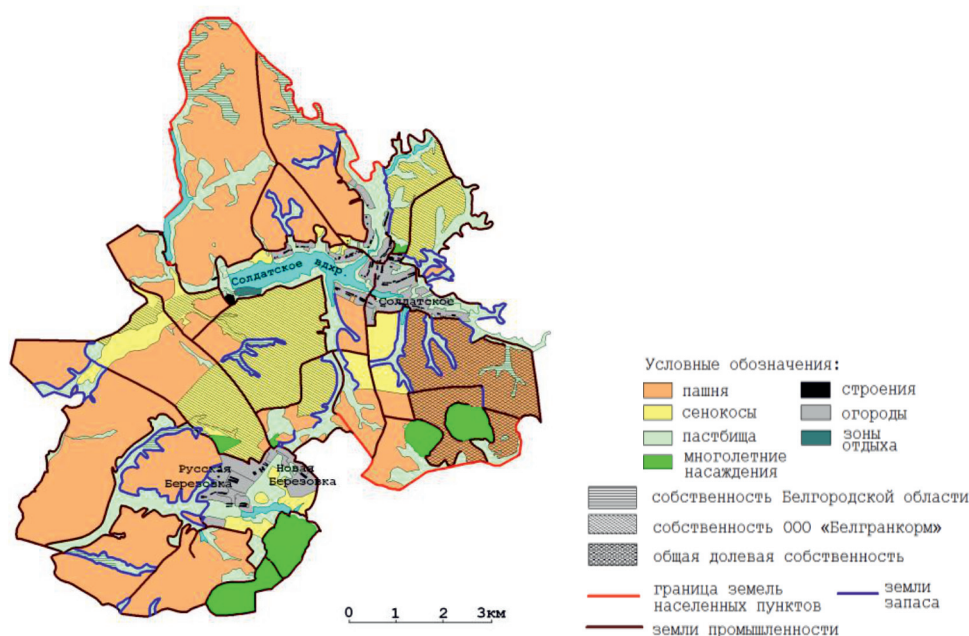 Солдатское вдхр.
Солдатское
Русская
Березовка
Новая
Березовка
0 1 2 3км
Условные обозначения:
пашня
сенокосы
пастбища
многолетние
насаждения
строения
огороды
зоны
отдыха
собственность Белгородской области
собственность ООО «Белгранкорм»
общая долевая собственность
граница земель
населенных пунктов
земли
запаса
земли промышленности